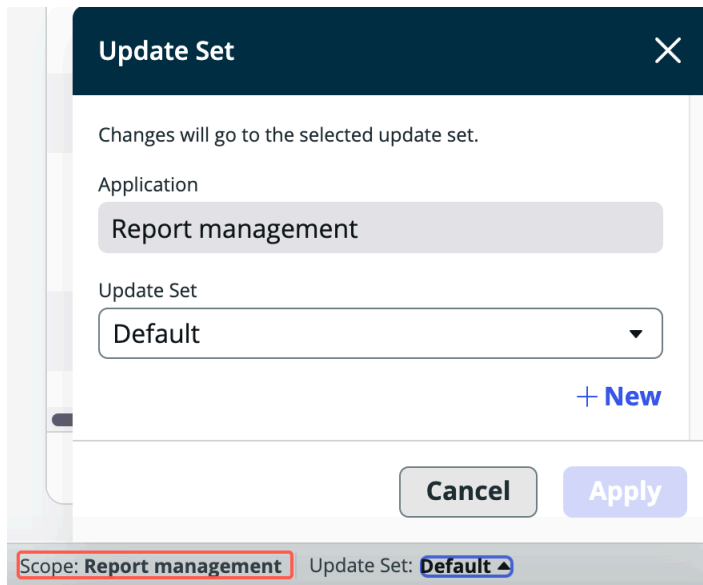 Update Set
Changes will go to the selected update set.
Application
Report management
Update Set
Default
+ New
Cancel
Apply
Scope: Report management Update Set: Default